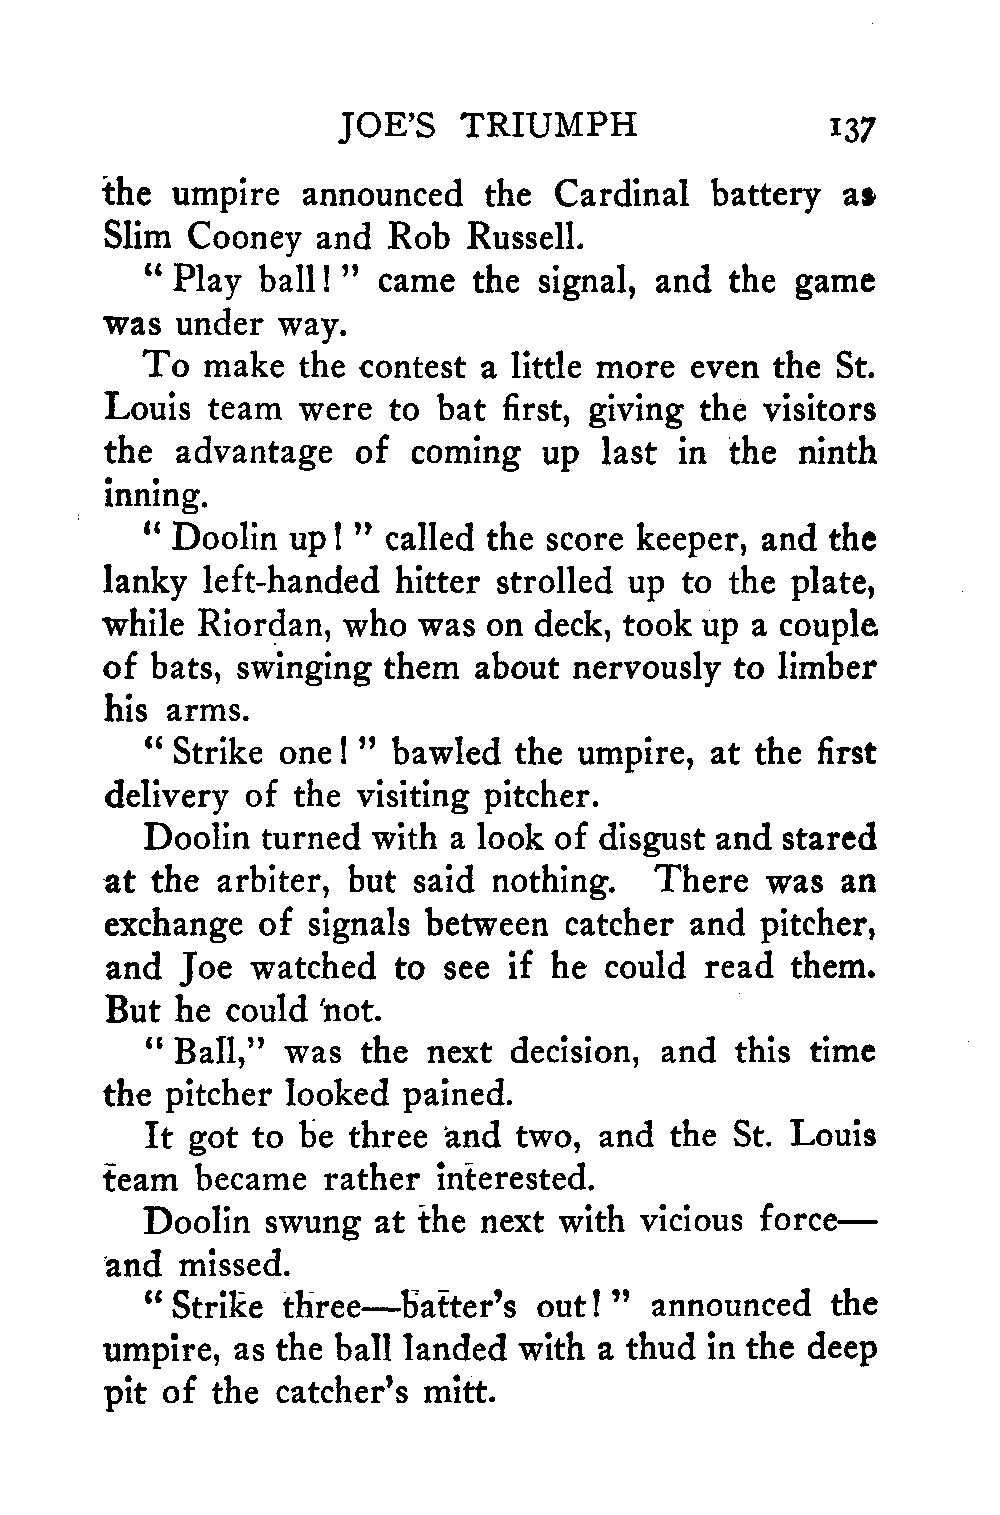 JOE'S TRIUMPH 137
the umpire announced the Cardinal battery as
Slim Cooney and Rob Russell.
" Play ball! " came the signal, and the game
was under way.
To make the contest a little more even the St.
Louis team were to bat first, giving the visitors
the advantage of coming up last in the ninth
inning.
" Doolin up! " called the score keeper, and the
lanky left-handed hitter strolled up to the plate,
while Riordan, who was on deck, took up a couple
of bats, swinging them about nervously to limber
his arms.
" Strike one! " bawled the umpire, at the first
delivery of the visiting pitcher.
Doolin turned with a look of disgust and stared
at the arbiter, but said nothing. There was an
exchange of signals between catcher and pitcher,
and Joe watched to see if he could read them.
But he could not.
" Ball," was the next decision, and this time
the pitcher looked pained.
It got to be three and two, and the St. Louis
team became rather interested.
Doolin swung at the next with vicious force—
and missed.
" Strike three—batter's out! " announced the
umpire, as the ball landed with a thud in the deep
pit of the catcher's mitt.